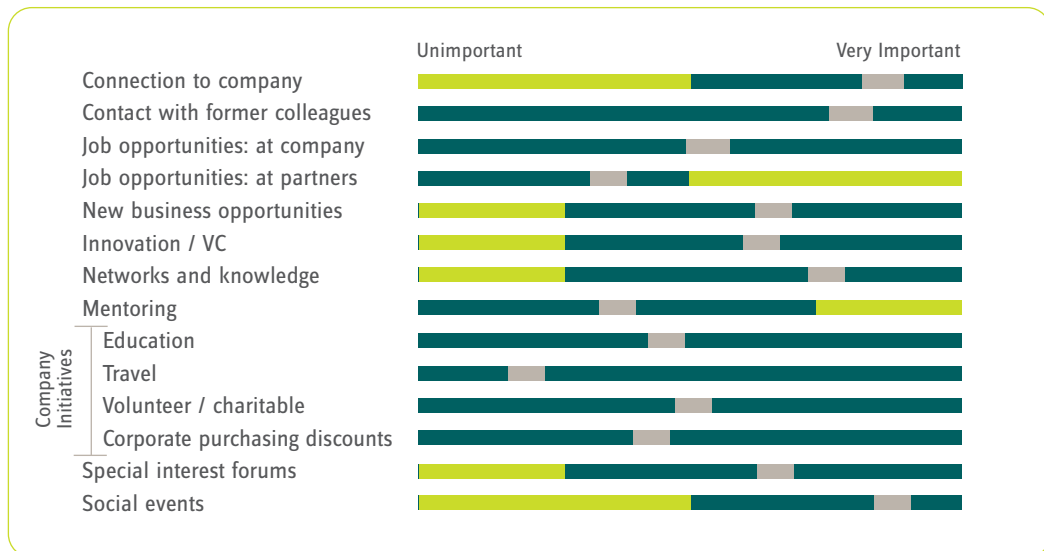 Unimportant Very Important
Connection to company
Contact with former colleagues
Job opportunities: at company
Job opportunities: at partners
New business opportunities
Innovation / VC
Networks and knowledge
Mentoring
Company
Initiatives
Education
Travel
Volunteer / charitable
Corporate purchasing discounts
Special interest forums
Social events